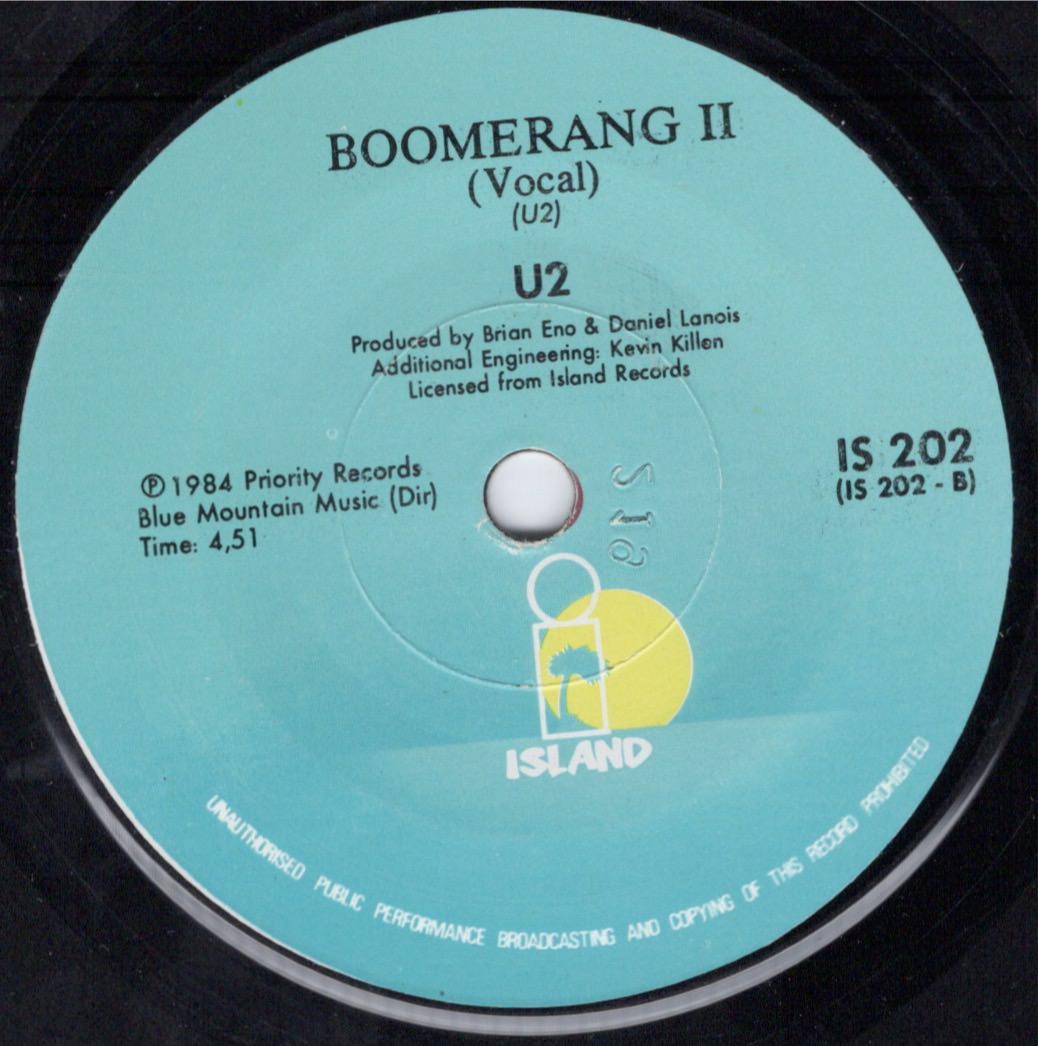 BOOMERANG II
(Vocal)
(U2)
U2
Produced by Brian Eno & Daniel Lanois
Additional Engineering: Kevin Killen
Licensed from Island Records
℗ 1984 Priority Records
Blue Mountain Music (Dir)
Time: 4,51
IS 202
(IS 202 - B)
S19
ISLAND
UNAUTHORISED PUBLIC PERFORMANCE BROADCASTING AND COPYING OF THIS RECORD PROHIBITED